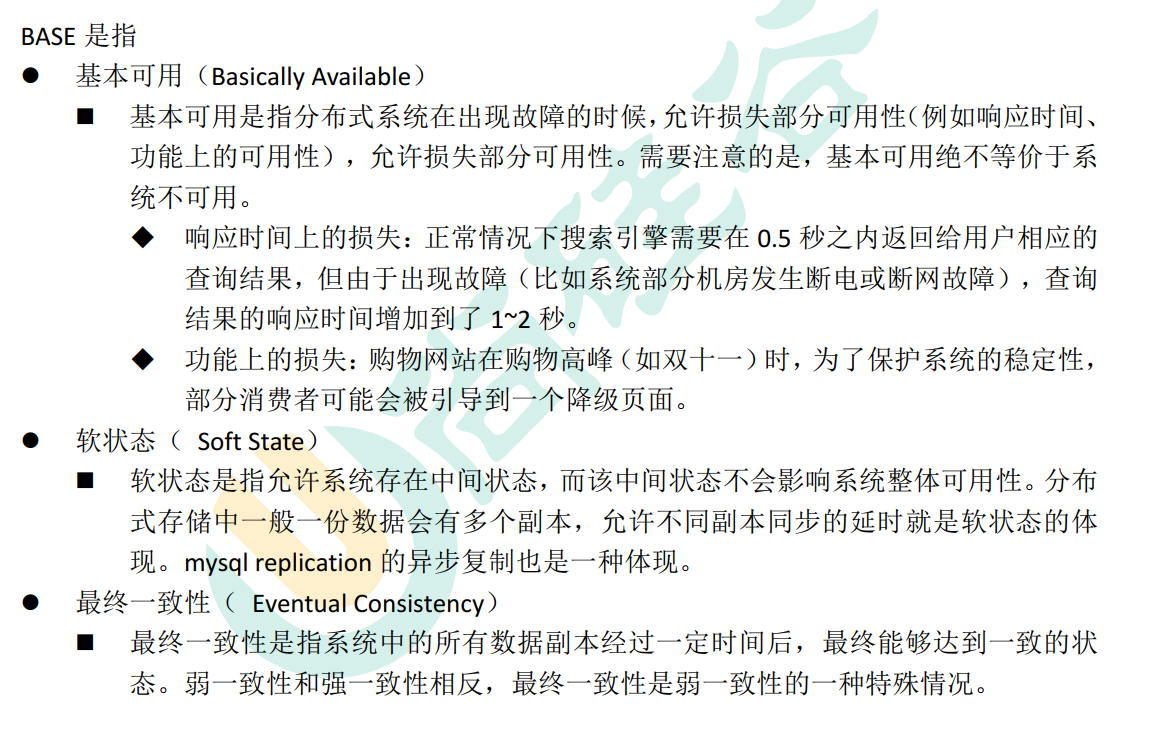 BASE 是指
● 基本可用（Basically Available）
■ 基本可用是指分布式系统在出现故障的时候，允许损失部分可用性（例如响应时间、
功能上的可用性），允许损失部分可用性。需要注意的是，基本可用绝不等价于系
统不可用。
◆ 响应时间上的损失：正常情况下搜索引擎需要在 0.5 秒之内返回给用户相应的
查询结果，但由于出现故障（比如系统部分机房发生断电或断网故障），查询
结果的响应时间增加到了 1~2 秒。
◆ 功能上的损失：购物网站在购物高峰（如双十一）时，为了保护系统的稳定性，
部分消费者可能会被引导到一个降级页面。
● 软状态（ Soft State）
■ 软状态是指允许系统存在中间状态，而该中间状态不会影响系统整体可用性。分布
式存储中一般一份数据会有多个副本，允许不同副本同步的延时就是软状态的体
现。mysql replication 的异步复制也是一种体现。
● 最终一致性（ Eventual Consistency）
■ 最终一致性是指系统中的所有数据副本经过一定时间后，最终能够达到一致的状
态。弱一致性和强一致性相反，最终一致性是弱一致性的一种特殊情况。
尚硅谷